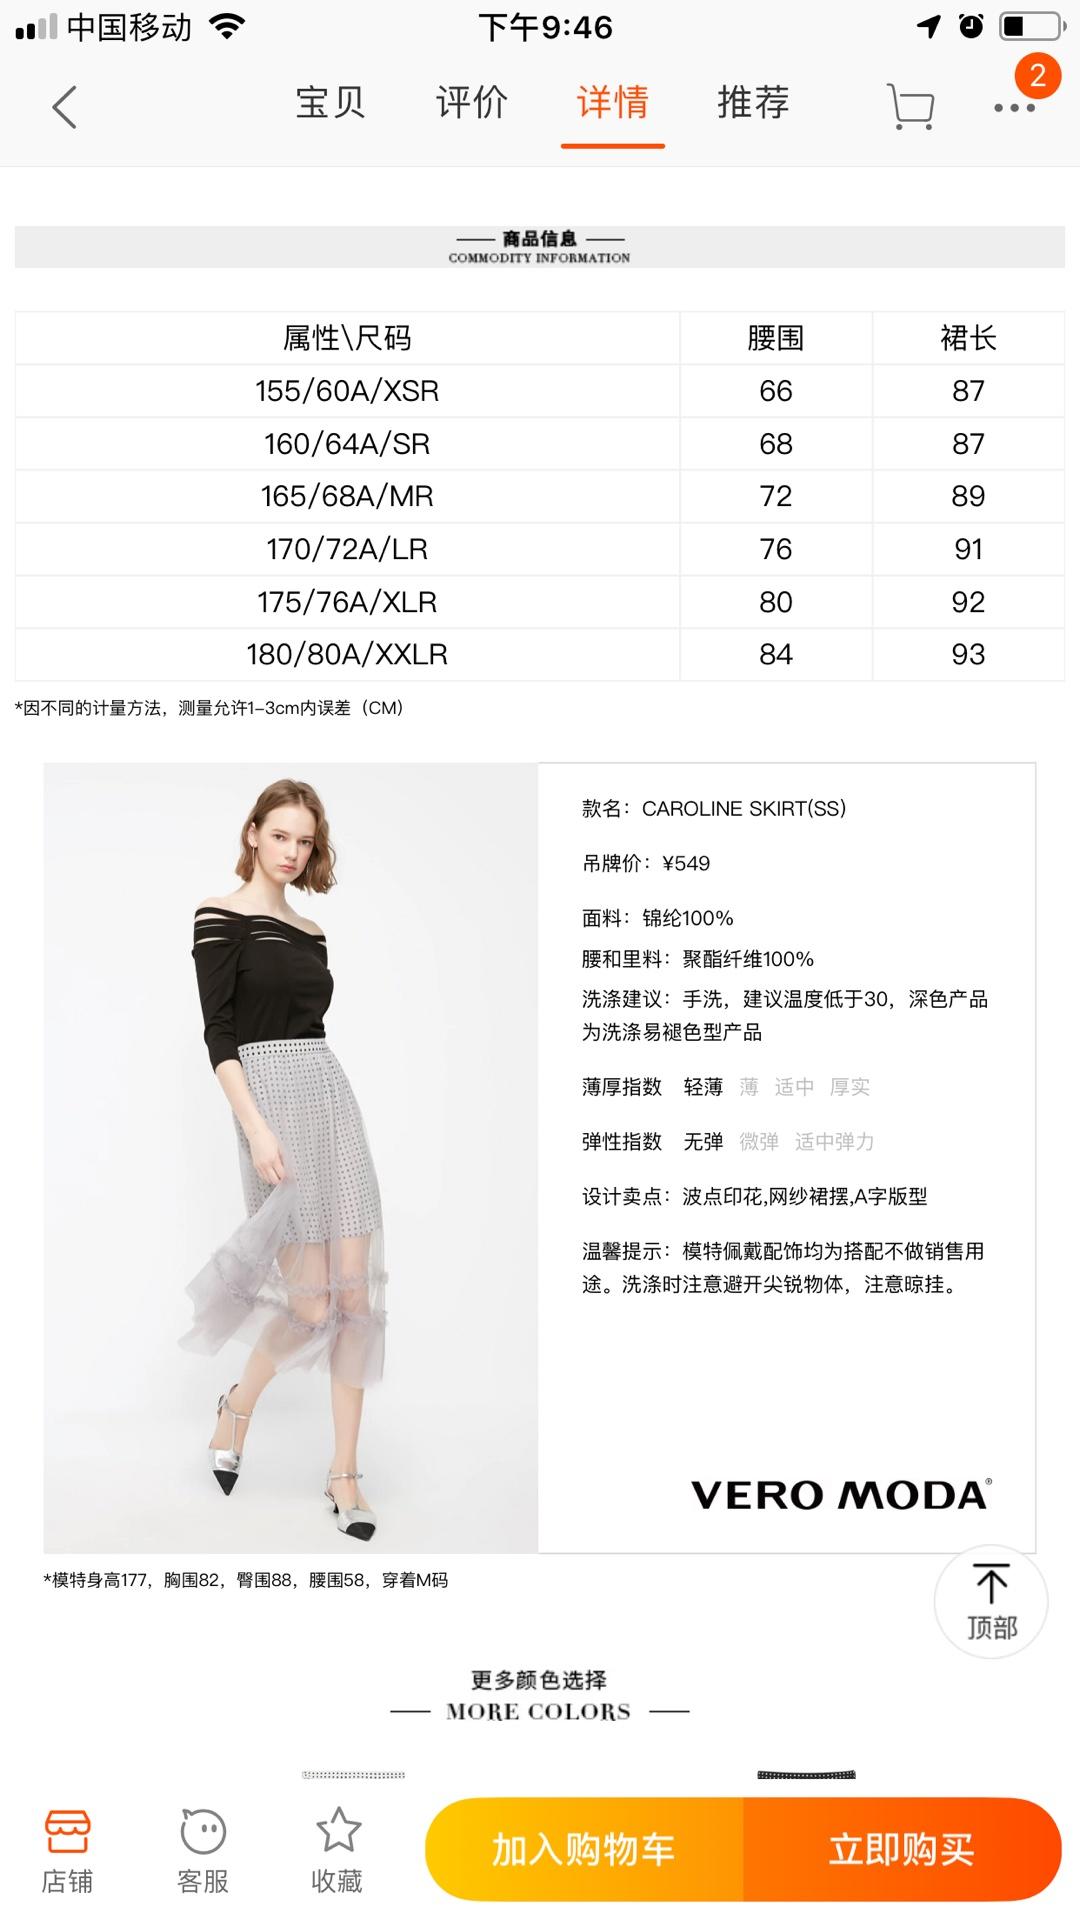 中国移动
下午9:46
宝贝 评价 详情 推荐
2
商品信息
COMMODITY INFORMATION
属性\尺码 腰围 裙长
155/60A/XSR 66 87
160/64A/SR 68 87
165/68A/MR 72 89
170/72A/LR 76 91
175/76A/XLR 80 92
180/80A/XXLR 84 93
*因不同的计量方法，测量允许1-3cm内误差（CM）
款名：CAROLINE SKIRT(SS)
吊牌价：¥549
面料：锦纶100%
腰和里料：聚酯纤维100%
洗涤建议：手洗，建议温度低于30，深色产品
为洗涤易褪色型产品
薄厚指数 轻薄 薄 适中 厚实
弹性指数 无弹 微弹 适中弹力
设计卖点：波点印花,网纱裙摆,A字版型
温馨提示：模特佩戴配饰均为搭配不做销售用
途。洗涤时注意避开尖锐物体，注意晾挂。
VERO MODA®
*模特身高177，胸围82，臀围88，腰围58，穿着M码
顶部
更多颜色选择
MORE COLORS
店铺 客服 收藏 加入购物车 立即购买